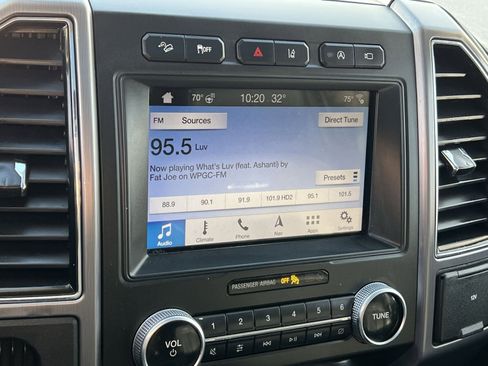 OFF
70° 10:20 32° 75°
FM Sources Direct Tune
95.5 Luv
Now playing What's Luv (feat. Ashanti) by
Fat Joe on WPGC-FM
Presets
88.9 90.1 91.9 101.9 HD2 95.1 101.5
Audio Climate Phone Nav Apps Settings
PASSENGER AIRBAG OFF
1 2 3 4 5 6
VOL TUNE
12V